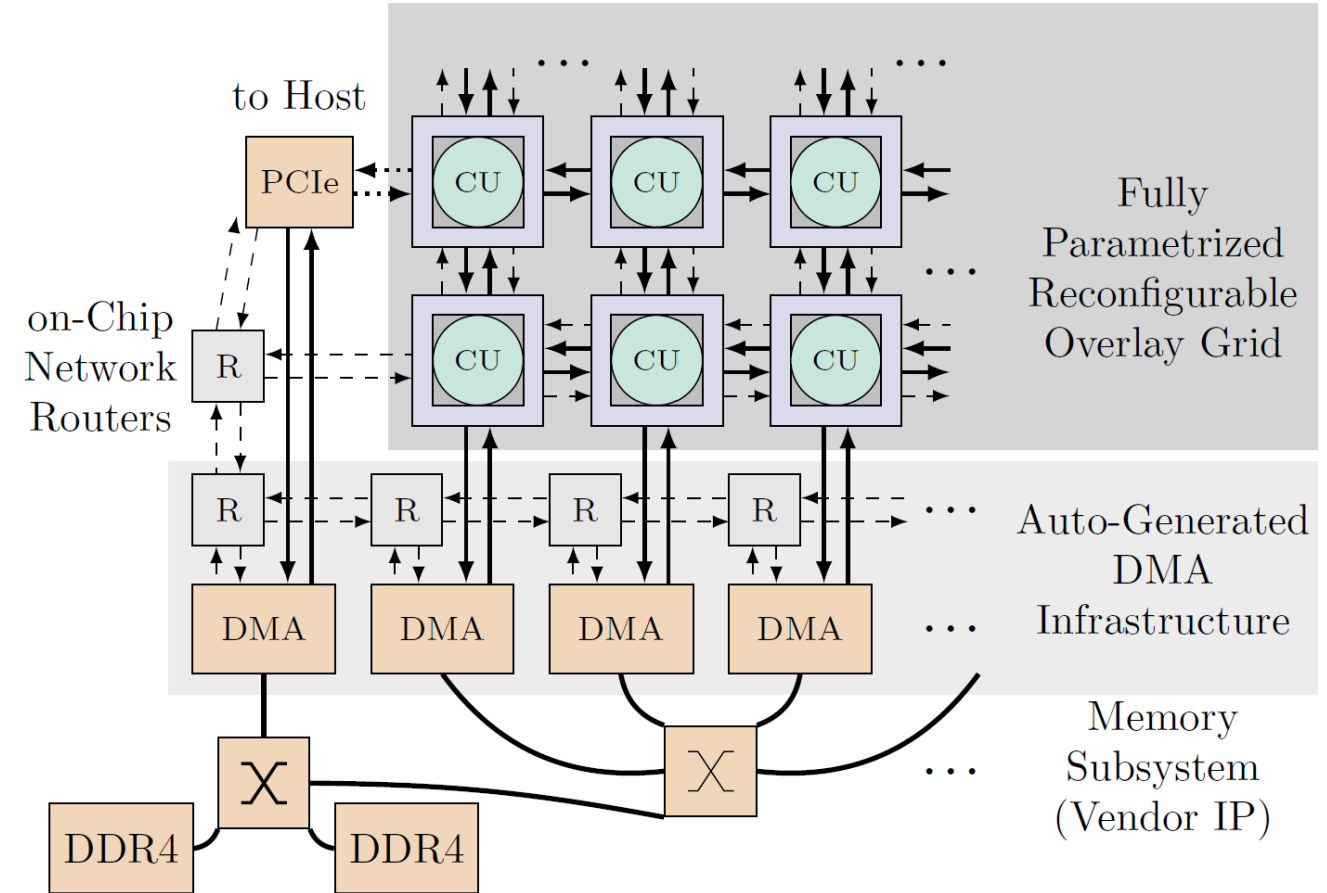 to Host
PCIe
CU
CU
CU
...
...
Fully
Parametrized
Reconfigurable
Overlay Grid
on-Chip
Network
Routers
R
CU
CU
CU
...
R
R
R
R
...
Auto-Generated
DMA
Infrastructure
DMA
DMA
DMA
DMA
...
Memory
Subsystem
(Vendor IP)
...
DDR4
DDR4